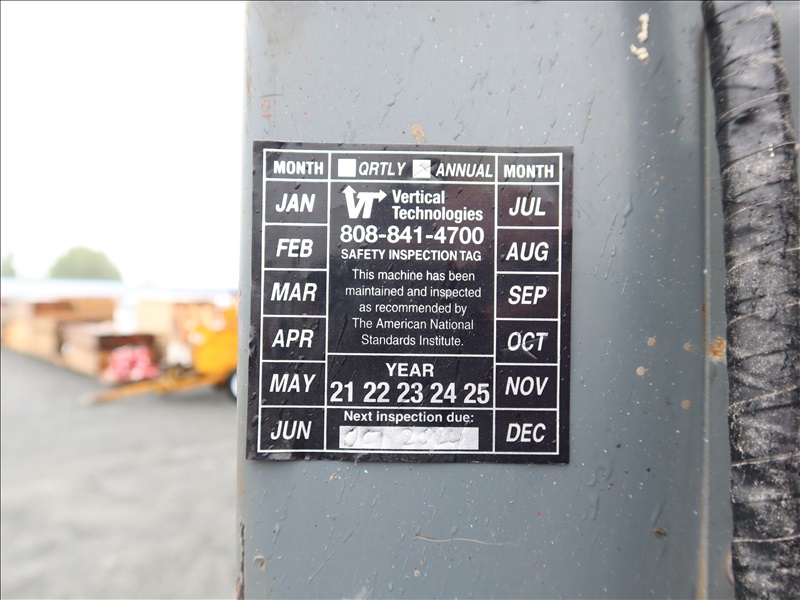 MONTH QRTLY ANNUAL MONTH
JAN
FEB
MAR
APR
MAY
JUN
VT Vertical
Technologies
808-841-4700
SAFETY INSPECTION TAG
This machine has been
maintained and inspected
as recommended by
The American National
Standards Institute.
YEAR
21 22 23 24 25
Next inspection due:
OCT
JUL
AUG
SEP
OCT
NOV
DEC